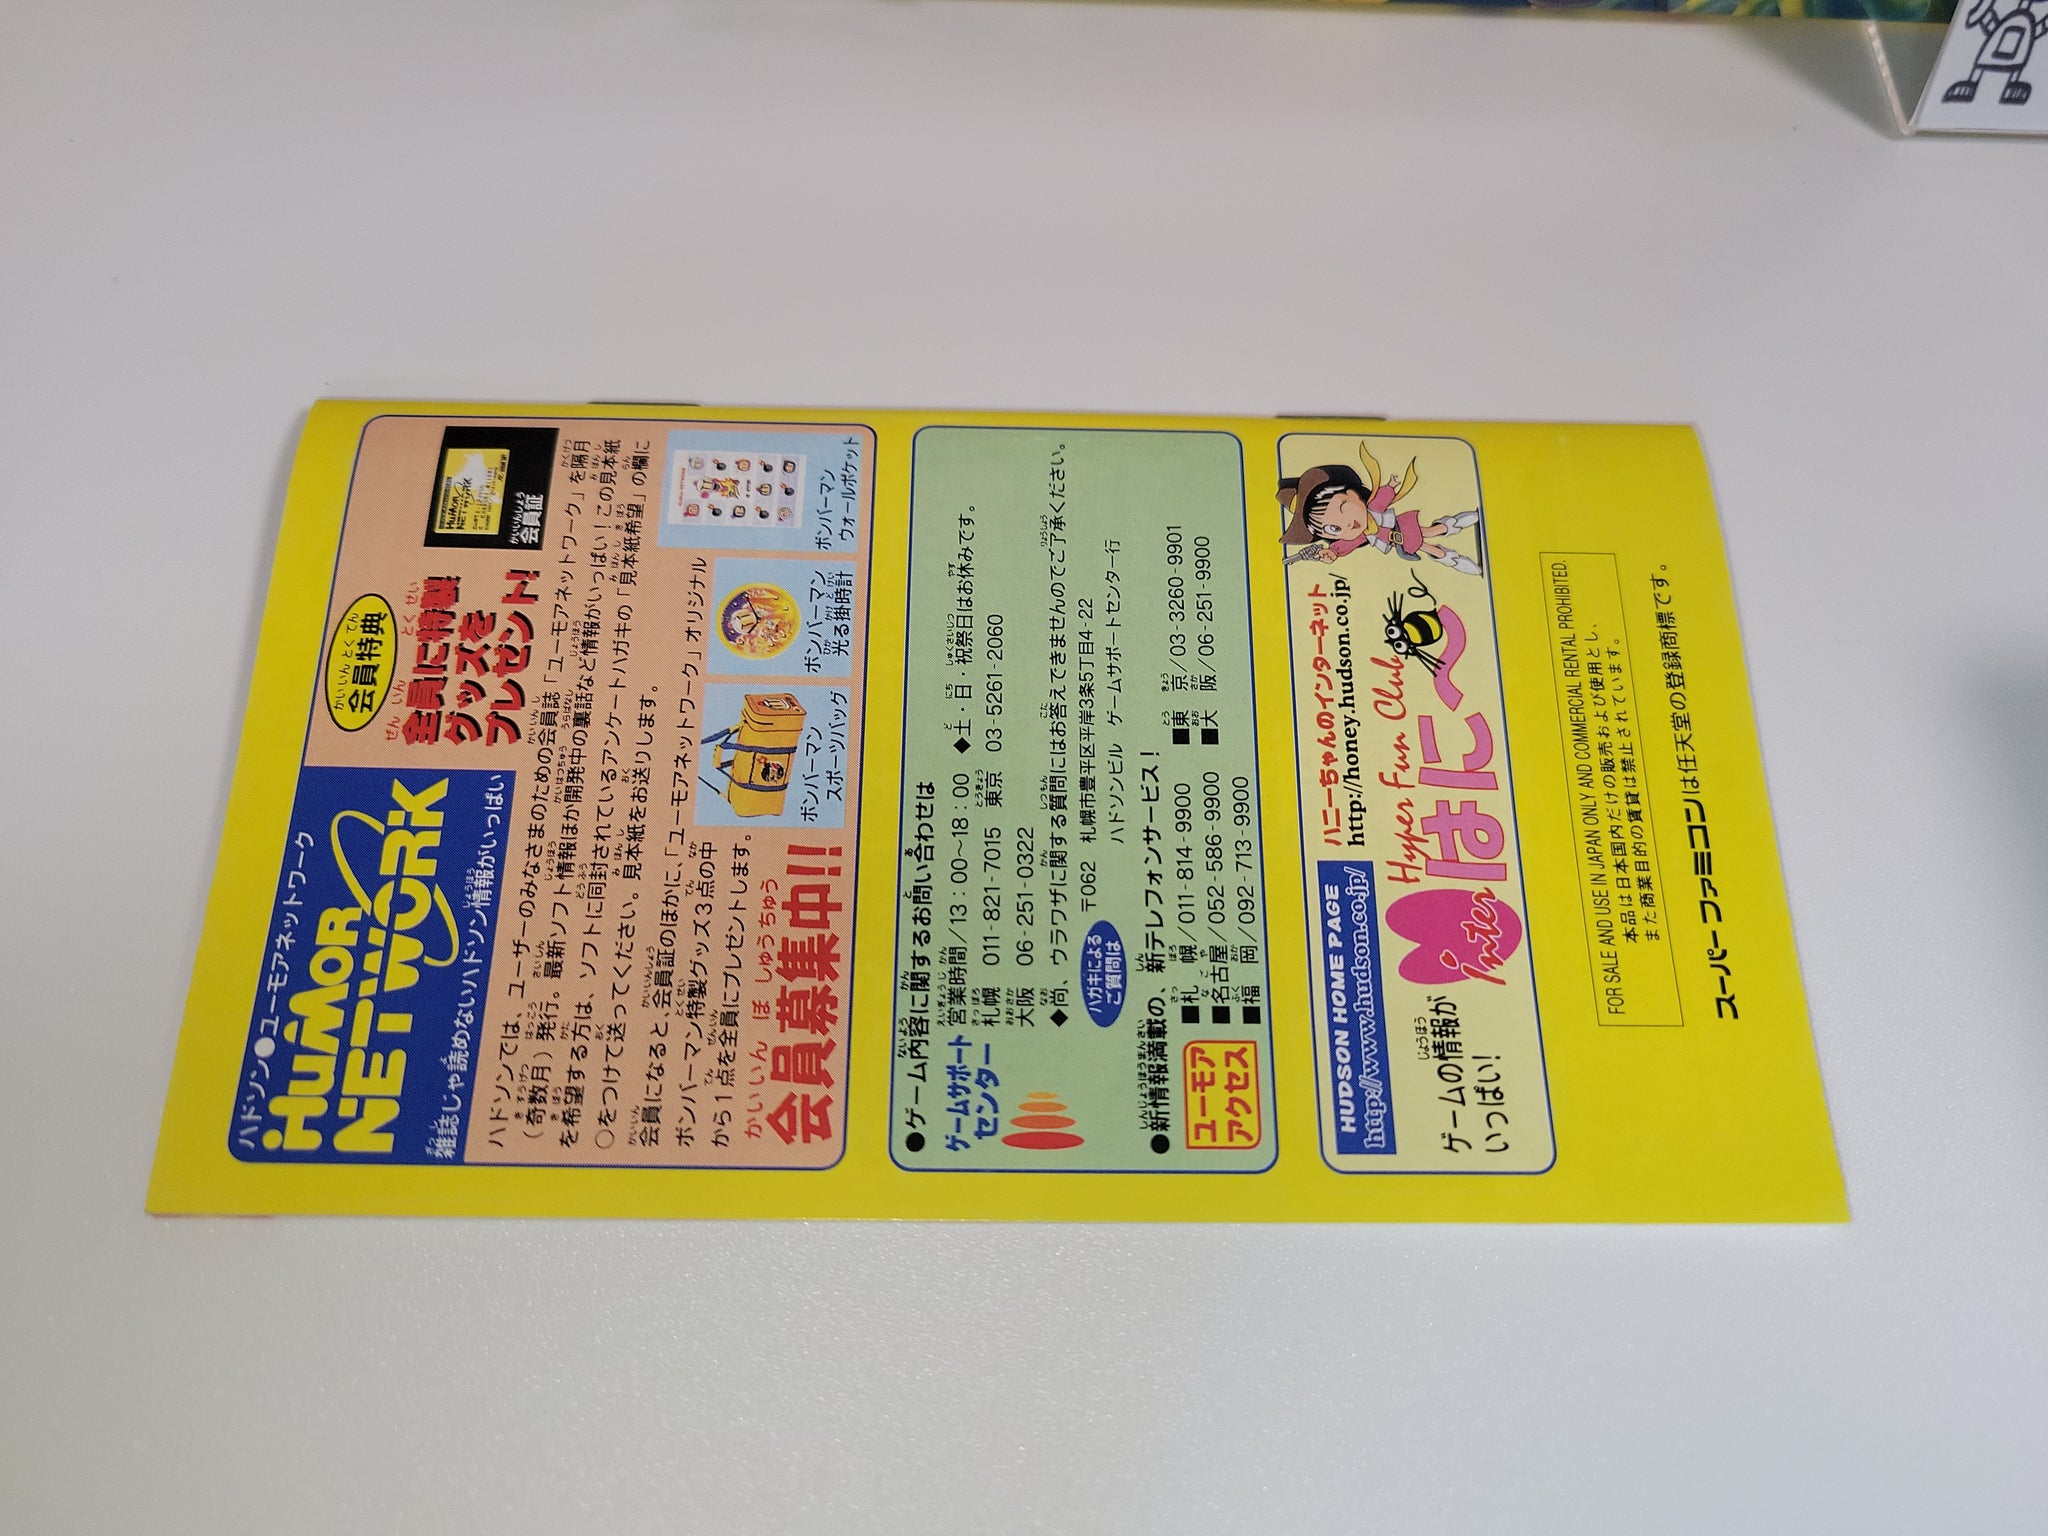 ハドソン●ユーモアネットワーク
HuMOR
NETWORK
雑誌じゃ読めないハドソン情報がいっぱい
会員特典
全員に特製
グッズを
プレゼント!
会員証
ハドソンでは、ユーザーのみなさまのための会員誌「ユーモアネットワーク」を隔月
(奇数月)発行。最新ソフト情報ほか開発中の裏話など情報がいっぱい!この見本紙
を希望する方は、ソフトに同封されているアンケートハガキの「見本紙希望」の欄に
○をつけて送ってください。見本紙をお送りします。
会員になると、会員証のほかに、「ユーモアネットワーク」オリジナル
ボンバーマン特製グッズ3点の中
から1点を全員にプレゼントします。
会員募集中!!
ボンバーマン
スポーツバッグ
ボンバーマン
光る掛時計
ボンバーマン
ウォールポケット
●ゲーム内容に関するお問い合わせは
ゲームサポート
センター
営業時間/13:00~18:00 ◆土・日・祝祭日はお休みです。
札幌 011-821-7015 東京 03-5261-2060
大阪 06-251-0322
◆尚、ウラワザに関する質問にはお答えできませんのでご了承ください。
ハガキによる
ご質問は
〒062 札幌市豊平区平岸3条5丁目4-22
ハドソンビル ゲームサポートセンター行
●新情報満載の、新テレフォンサービス!
ユーモア
アクセス
■札 幌/011-814-9900 ■東 京/03-3260-9901
■名古屋/052-586-9900 ■大 阪/06-251-9900
■福 岡/092-713-9900
HUDSON HOME PAGE
http://www.hudson.co.jp/
ハニーちゃんのインターネット
http://honey.hudson.co.jp/
ゲームの情報が
いっぱい!
Hyper Fun Club
Inter
はに〜
FOR SALE AND USE IN JAPAN ONLY AND COMMERCIAL RENTAL PROHIBITED.
本品は日本国内だけの販売および使用とし、
また商業目的の賃貸は禁止されています。
スーパーファミコンは任天堂の登録商標です。